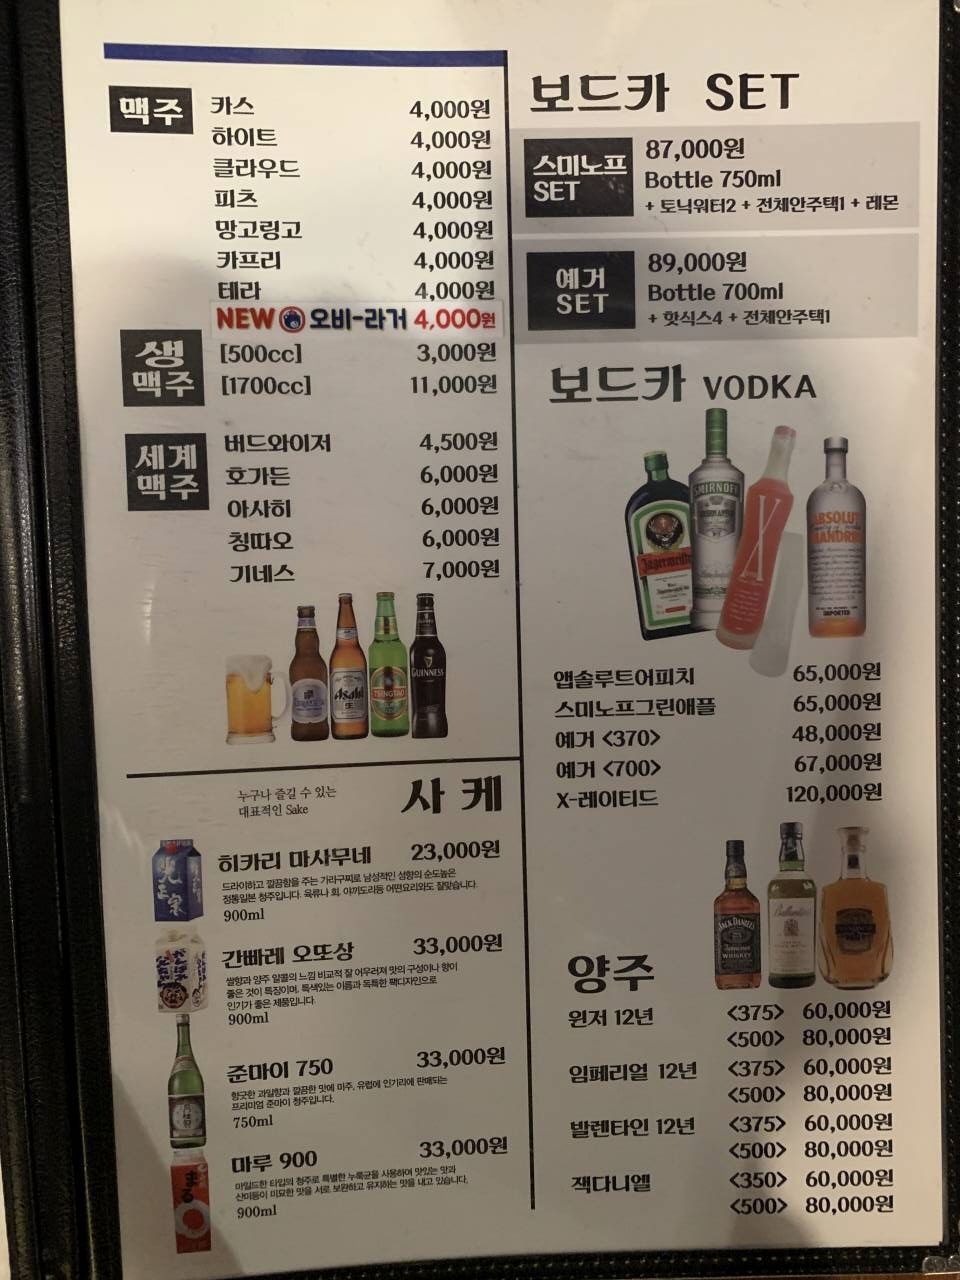 맥주
카스 4,000원
하이트 4,000원
클라우드 4,000원
피츠 4,000원
망고링고 4,000원
카프리 4,000원
테라 4,000원
NEW 오비-라거 4,000원
생맥주
[500cc] 3,000원
[1700cc] 11,000원
세계맥주
버드와이저 4,500원
호가든 6,000원
아사히 6,000원
칭따오 6,000원
기네스 7,000원
Asahi
生
TSINGTAO
GUINNESS
누구나 즐길 수 있는
대표적인 Sake
사케
히카리 마사무네 23,000원
드라이하고 깔끔함을 주는 가라구찌로 남성적인 성향의 순도높은
정통일본 청주입니다. 육류나 회, 야끼도리등 어떤요리와도 잘맞습니다.
900ml
光正宗
간빠레 오또상 33,000원
쌀향과 양주 알콜의 느낌 비교적 잘 어우러져 맛의 구성이나 향이
좋은 것이 특징이며, 특색있는 이름과 독특한 팩디자인으로
인기가 좋은 제품입니다.
900ml
준마이 750 33,000원
향긋한 과일향과 깔끔한 맛에 미주, 유럽에 인기리에 판매되는
프리미엄 준마이 청주입니다.
750ml
마루 900 33,000원
마일드한 타입의 청주로 특별한 누룩균을 사용하여 맛있는 맛과
산미등이 미묘한 맛을 서로 보완하고 유지하는 맛을 내고 있습니다.
900ml
まる
보드카 SET
스미노프 SET
87,000원
Bottle 750ml
+ 토닉워터2 + 전체안주택1 + 레몬
예거 SET
89,000원
Bottle 700ml
+ 핫식스4 + 전체안주택1
보드카 VODKA
Jägermeister
SMIRNOFF
X
ABSOLUT
MANDRIN
IMPORTED
앱솔루트어피치 65,000원
스미노프그린애플 65,000원
예거 <370> 48,000원
예거 <700> 67,000원
X-레이티드 120,000원
JACK DANIEL'S
Tennessee
WHISKEY
Ballantine's
양주
윈저 12년 <375> 60,000원
<500> 80,000원
임페리얼 12년 <375> 60,000원
<500> 80,000원
발렌타인 12년 <375> 60,000원
<500> 80,000원
잭다니엘 <350> 60,000원
<500> 80,000원